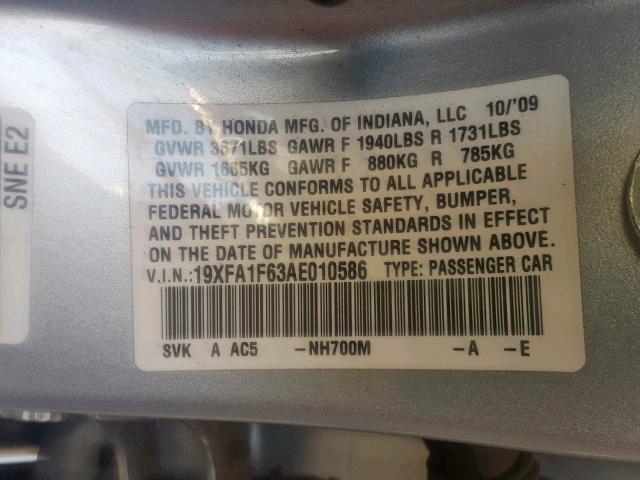 SNE E2
MFD. BY HONDA MFG. OF INDIANA, LLC 10/'09
GVWR 3671LBS GAWR F 1940LBS R 1731LBS
GVWR 1665KG GAWR F 880KG R 785KG
THIS VEHICLE CONFORMS TO ALL APPLICABLE
FEDERAL MOTOR VEHICLE SAFETY, BUMPER,
AND THEFT PREVENTION STANDARDS IN EFFECT
ON THE DATE OF MANUFACTURE SHOWN ABOVE.
V.I.N.: 19XFA1F63AE010586 TYPE: PASSENGER CAR
SVK A AC5 -NH700M -A -E